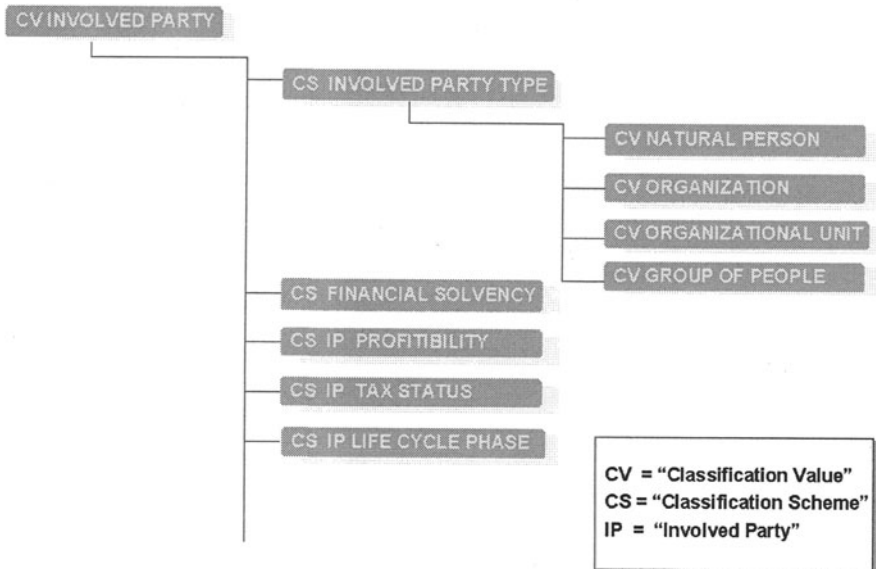 CV INVOLVED PARTY
CS INVOLVED PARTY TYPE
CV NATURAL PERSON
CV ORGANIZATION
CV ORGANIZATIONAL UNIT
CV GROUP OF PEOPLE
CS FINANCIAL SOLVENCY
CS IP PROFITIBILITY
CS IP TAX STATUS
CS IP LIFE CYCLE PHASE
CV = “Classification Value”
CS = “Classification Scheme”
IP = “Involved Party”